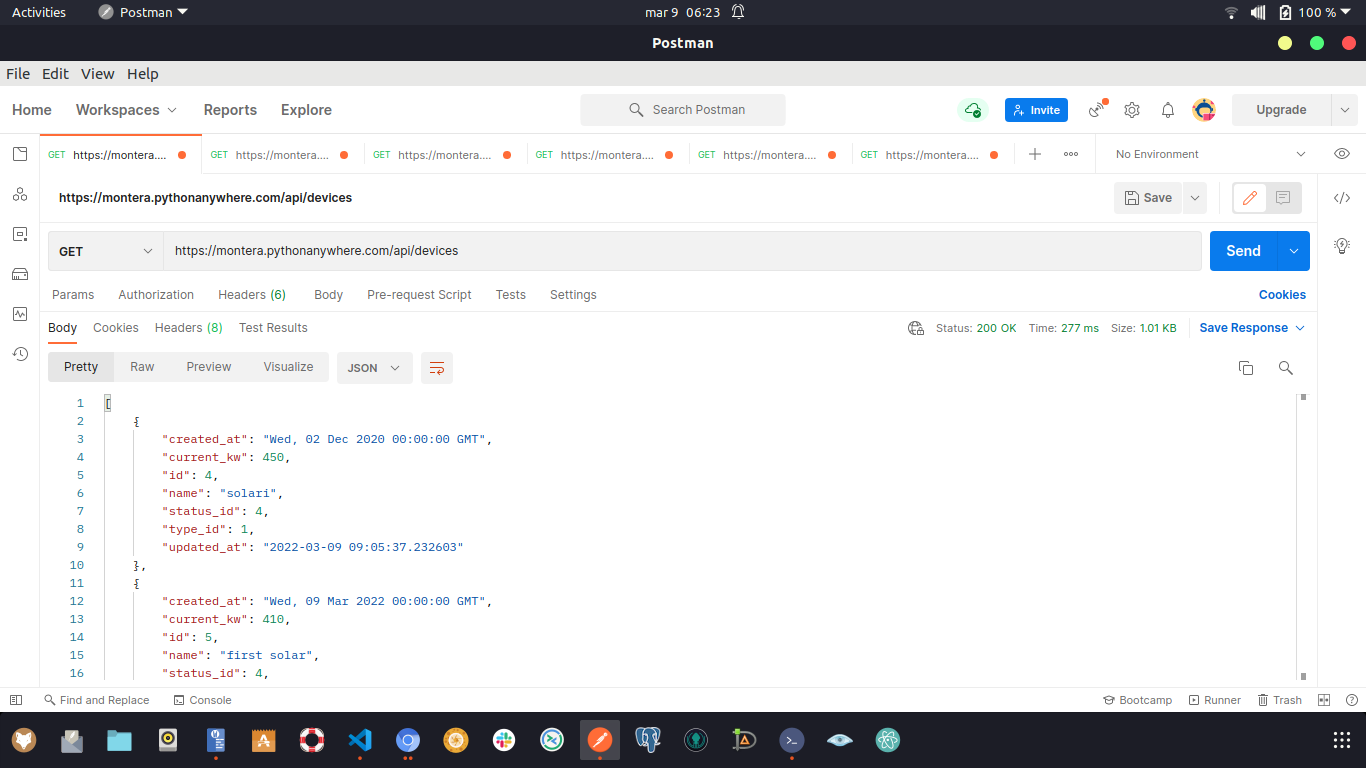 Activities Postman mar 9 06:23 100 %
Postman
File Edit View Help
Home Workspaces Reports Explore Search Postman Invite Upgrade
GET https://montera.... GET https://montera.... GET https://montera.... GET https://montera.... GET https://montera.... GET https://montera.... No Environment
https://montera.pythonanywhere.com/api/devices Save
GET https://montera.pythonanywhere.com/api/devices Send
Params Authorization Headers (6) Body Pre-request Script Tests Settings Cookies
Body Cookies Headers (8) Test Results Status: 200 OK Time: 277 ms Size: 1.01 KB Save Response
Pretty Raw Preview Visualize JSON
1 [
2 {
3 "created_at": "Wed, 02 Dec 2020 00:00:00 GMT",
4 "current_kw": 450,
5 "id": 4,
6 "name": "solari",
7 "status_id": 4,
8 "type_id": 1,
9 "updated_at": "2022-03-09 09:05:37.232603"
10 },
11 {
12 "created_at": "Wed, 09 Mar 2022 00:00:00 GMT",
13 "current_kw": 410,
14 "id": 5,
15 "name": "first solar",
16 "status_id": 4,
Find and Replace Console Bootcamp Runner Trash